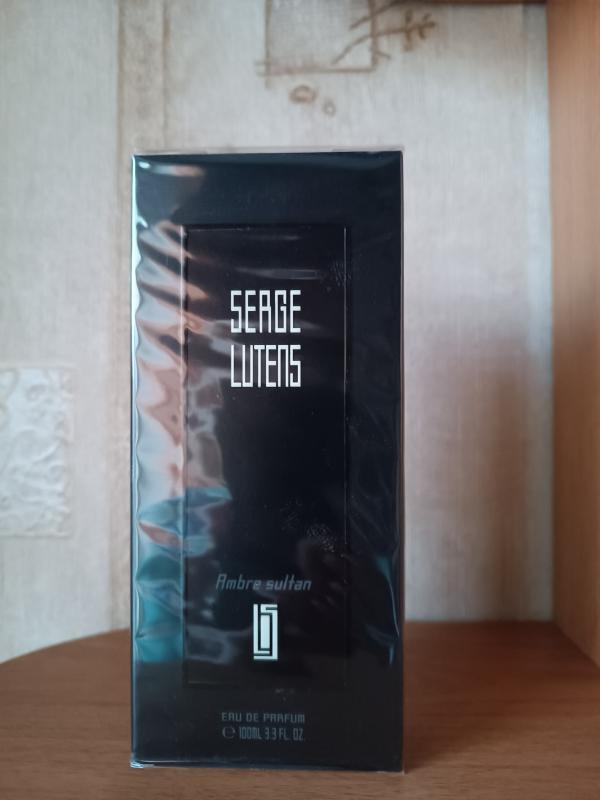 SERGE
LUTENS
Ambre sultan
EAU DE PARFUM
℮ 100ML 3.3 FL. OZ.